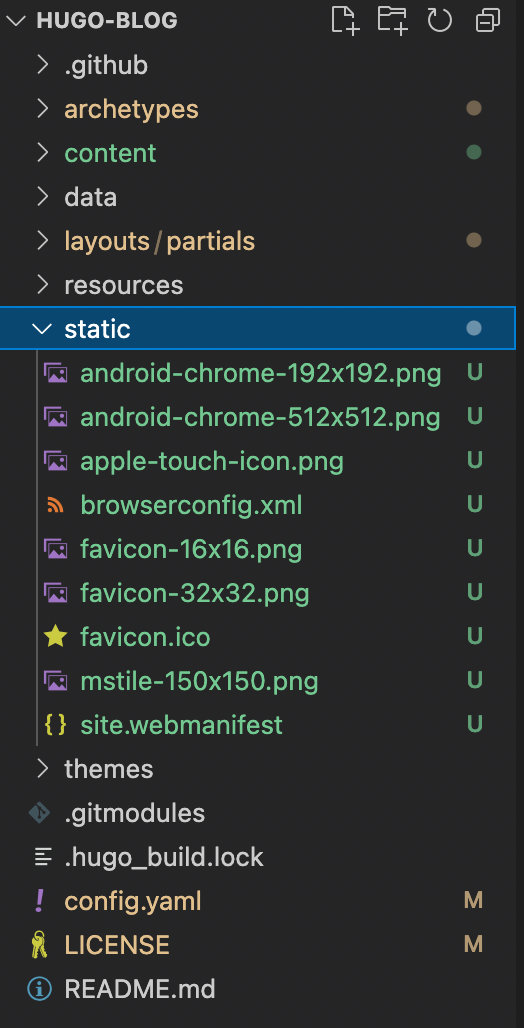 HUGO-BLOG
.github
archetypes
content
data
layouts/partials
resources
static
android-chrome-192x192.png U
android-chrome-512x512.png U
apple-touch-icon.png U
browserconfig.xml U
favicon-16x16.png U
favicon-32x32.png U
favicon.ico U
mstile-150x150.png U
site.webmanifest U
themes
.gitmodules
.hugo_build.lock
config.yaml M
LICENSE M
README.md